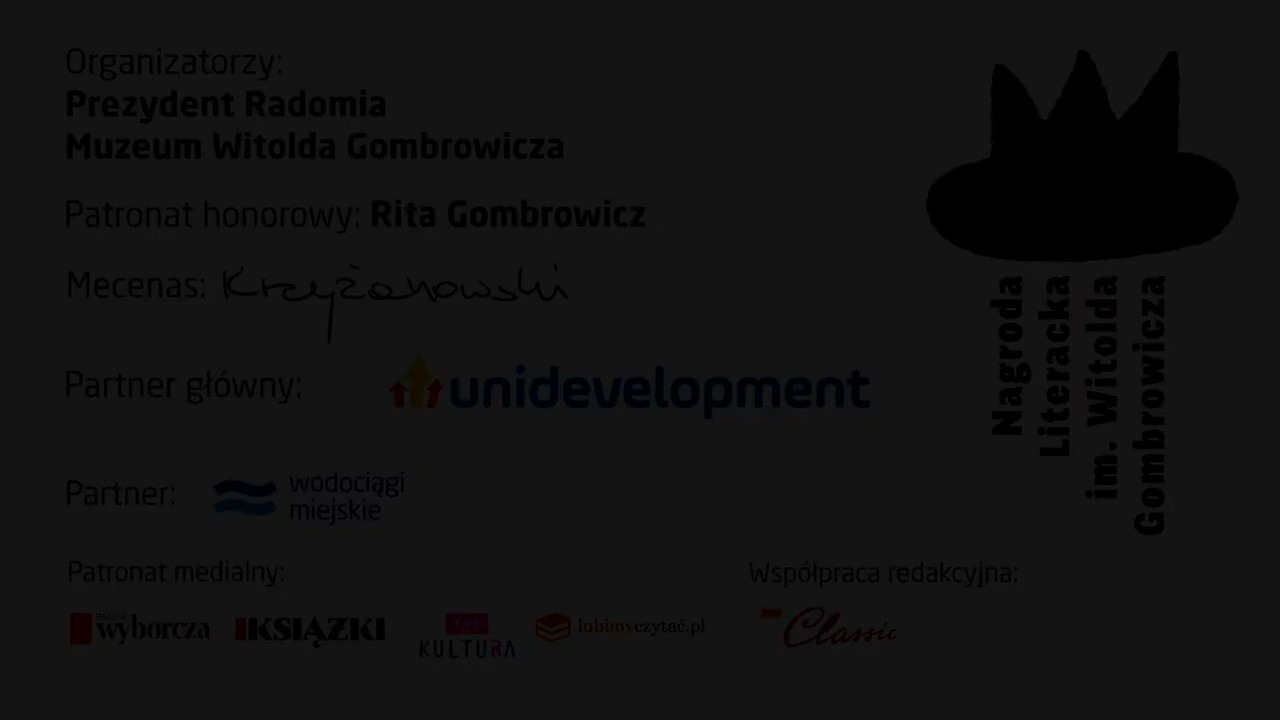 Organizatorzy:
Prezydent Radomia
Muzeum Witolda Gombrowicza
Patronat honorowy: Rita Gombrowicz
Mecenas: Krzyżanowski
Partner główny: unidevelopment
Partner: wodociągi
miejskie
Nagroda
Literacka
im. Witolda
Gombrowicza
Patronat medialny:
wyborcza
KSIĄŻKI
TVP
KULTURA
lubimyczytać.pl
Współpraca redakcyjna:
Classic